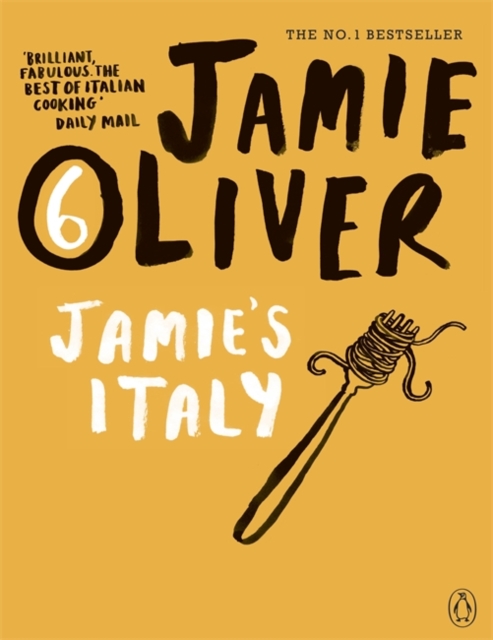 THE NO.1 BESTSELLER
'BRILLIANT,
FABULOUS. THE
BEST OF ITALIAN
COOKING'
DAILY MAIL
JAMIE
OLIVER
6
JAMIE'S
ITALY